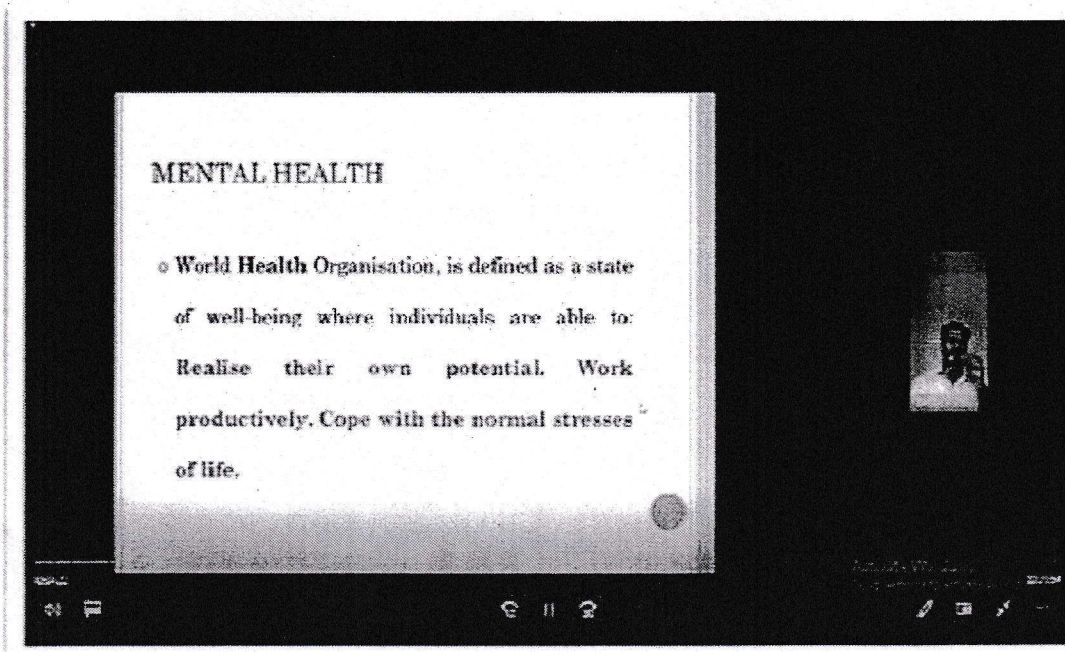 MENTAL HEALTH
World Health Organisation, is defined as a state
of well-being where individuals are able to:
Realise their own potential. Work
productively. Cope with the normal stresses
of life.